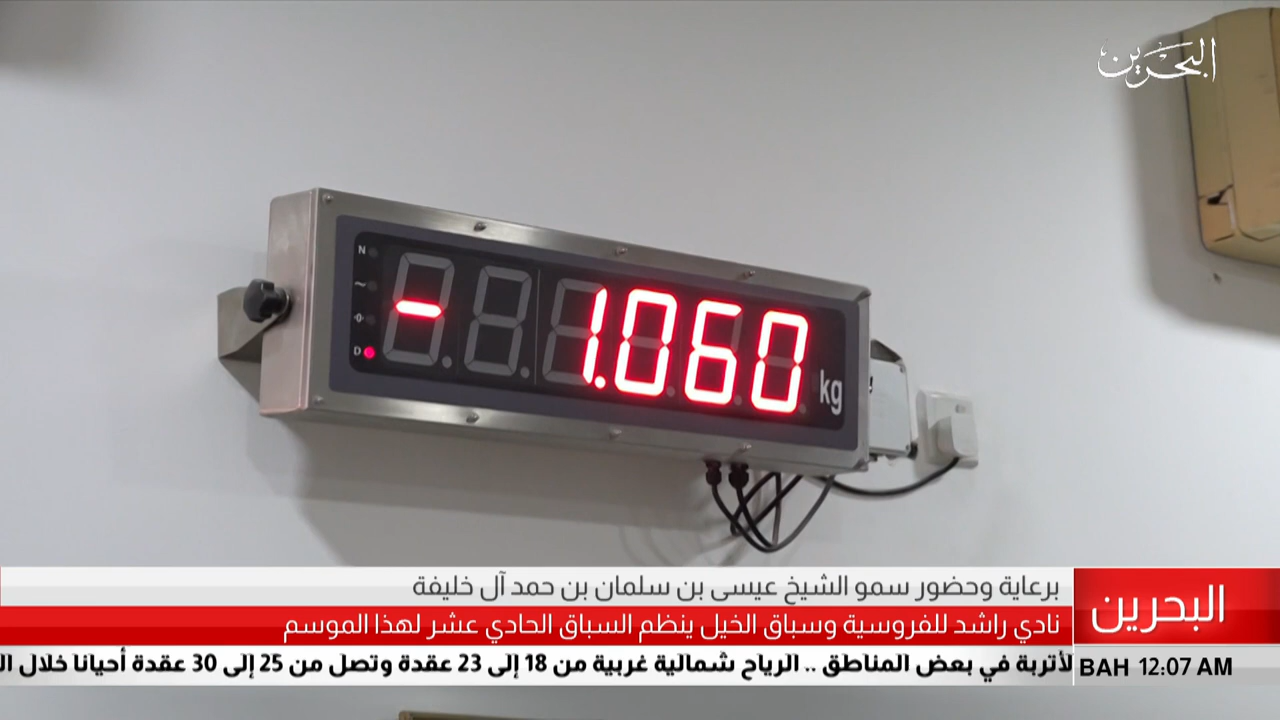 البحرين
N
~
0
D
- 1.060 kg
برعاية وحضور سمو الشيخ عيسى بن سلمان بن حمد آل خليفة
البحرين
نادي راشد للفروسية وسباق الخيل ينظم السباق الحادي عشر لهذا الموسم
لأتربة في بعض المناطق .. الرياح شمالية غربية من 18 إلى 23 عقدة وتصل من 25 إلى 30 عقدة أحيانا خلال ال
BAH 12:07 AM